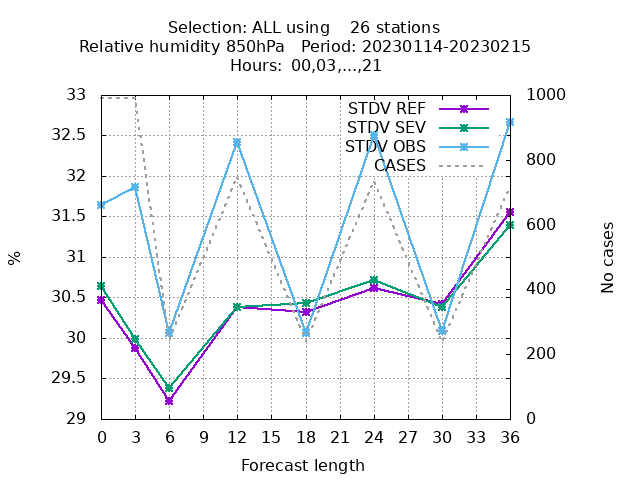 Selection: ALL using 26 stations
Relative humidity 850hPa Period: 20230114-20230215
Hours: 00,03,...,21
33
32.5
32
31.5
31
30.5
30
29.5
29
1000
800
600
400
200
0
STDV REF
STDV SEV
STDV OBS
CASES
%
No cases
0 3 6 9 12 15 18 21 24 27 30 33 36
Forecast length